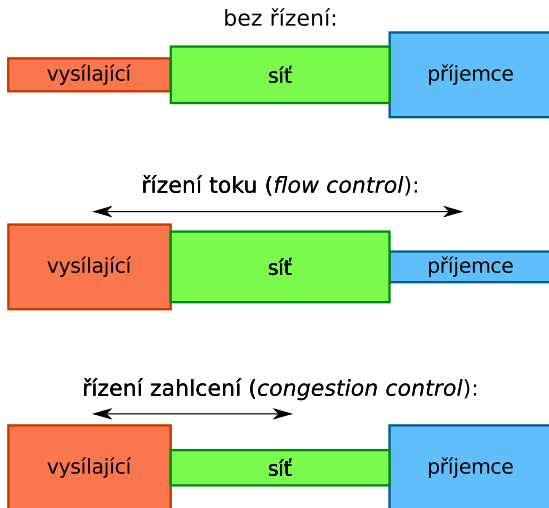 bez řízení:
vysílající síť příjemce
řízení toku (flow control):
vysílající síť příjemce
řízení zahlcení (congestion control):
vysílající síť příjemce